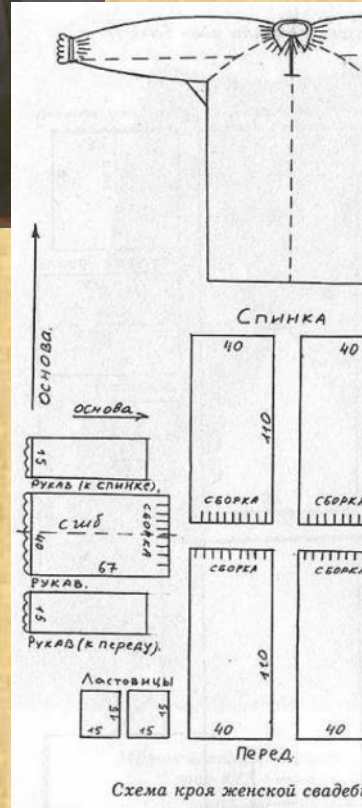 Спинка
40
40
110
СБОРКА
СБОРКА
основа.
основа
15
РУКАВ (К СПИНКЕ).
сгиб
СБОРКА
40
67
РУКАВ.
15
РУКАВ (К ПЕРЕДУ).
Ластовицы
15
15
15
15
СБОРКА
СБОРКА
110
40
40
Перед.
Схема кроя женской свадеб